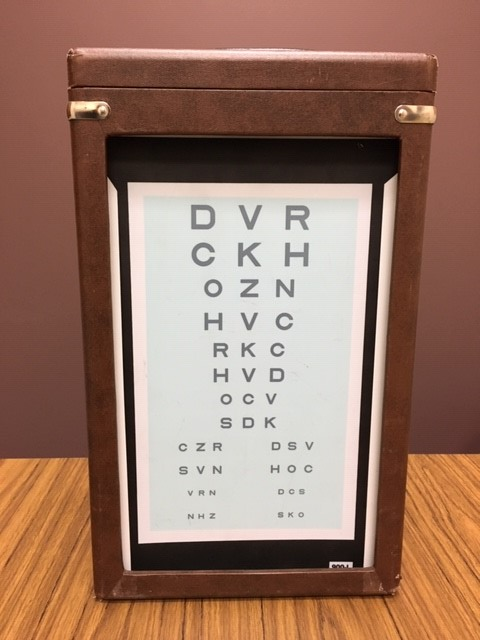 D V R
C K H
O Z N
H V C
R K C
H V D
O C V
S D K
C Z R D S V
S V N H O C
V R N D C S
N H Z S K O